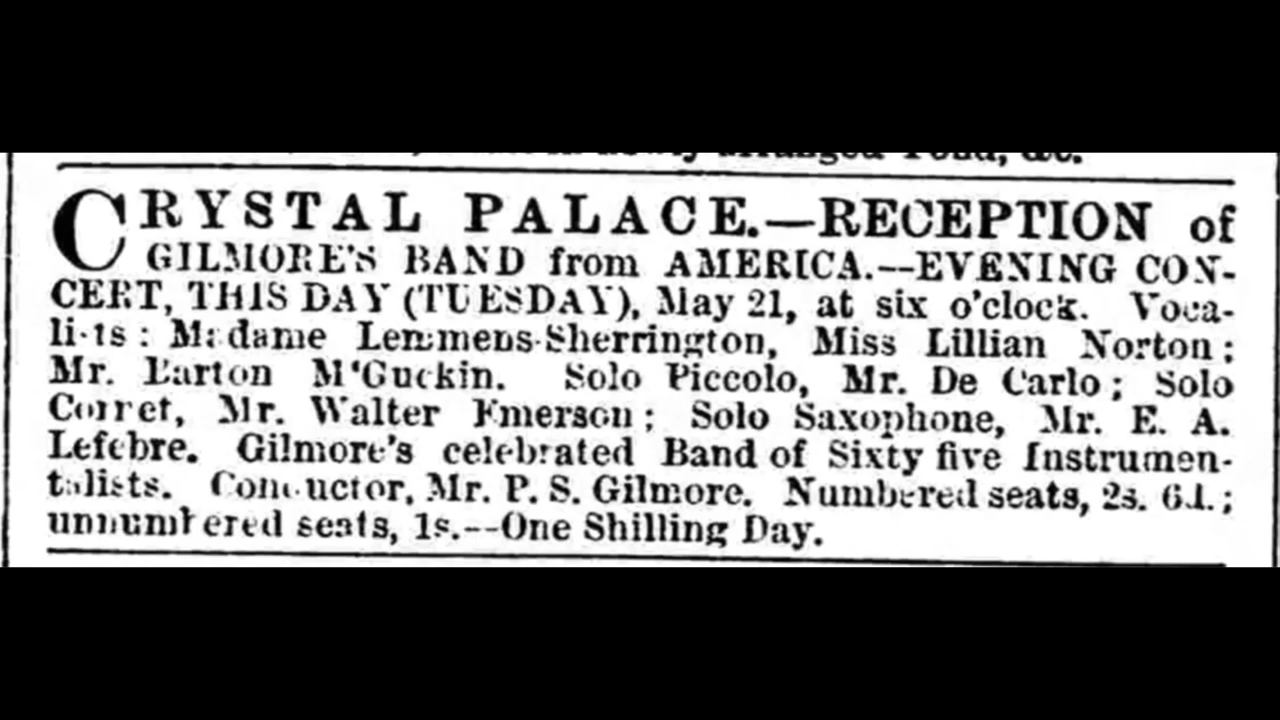 CRYSTAL PALACE.—RECEPTION of
GILMORE'S BAND from AMERICA.—EVENING CON-
CERT, THIS DAY (TUESDAY), May 21, at six o'clock. Voca-
lists: Madame Lemmens-Sherrington, Miss Lillian Norton;
Mr. Barton M'Guckin. Solo Piccolo, Mr. De Carlo; Solo
Cornet, Mr. Walter Emerson; Solo Saxophone, Mr. E. A.
Lefebre. Gilmore's celebrated Band of Sixty five Instrumen-
talists. Conductor, Mr. P. S. Gilmore. Numbered seats, 2s. 6d.;
unnumbered seats, 1s.—One Shilling Day.